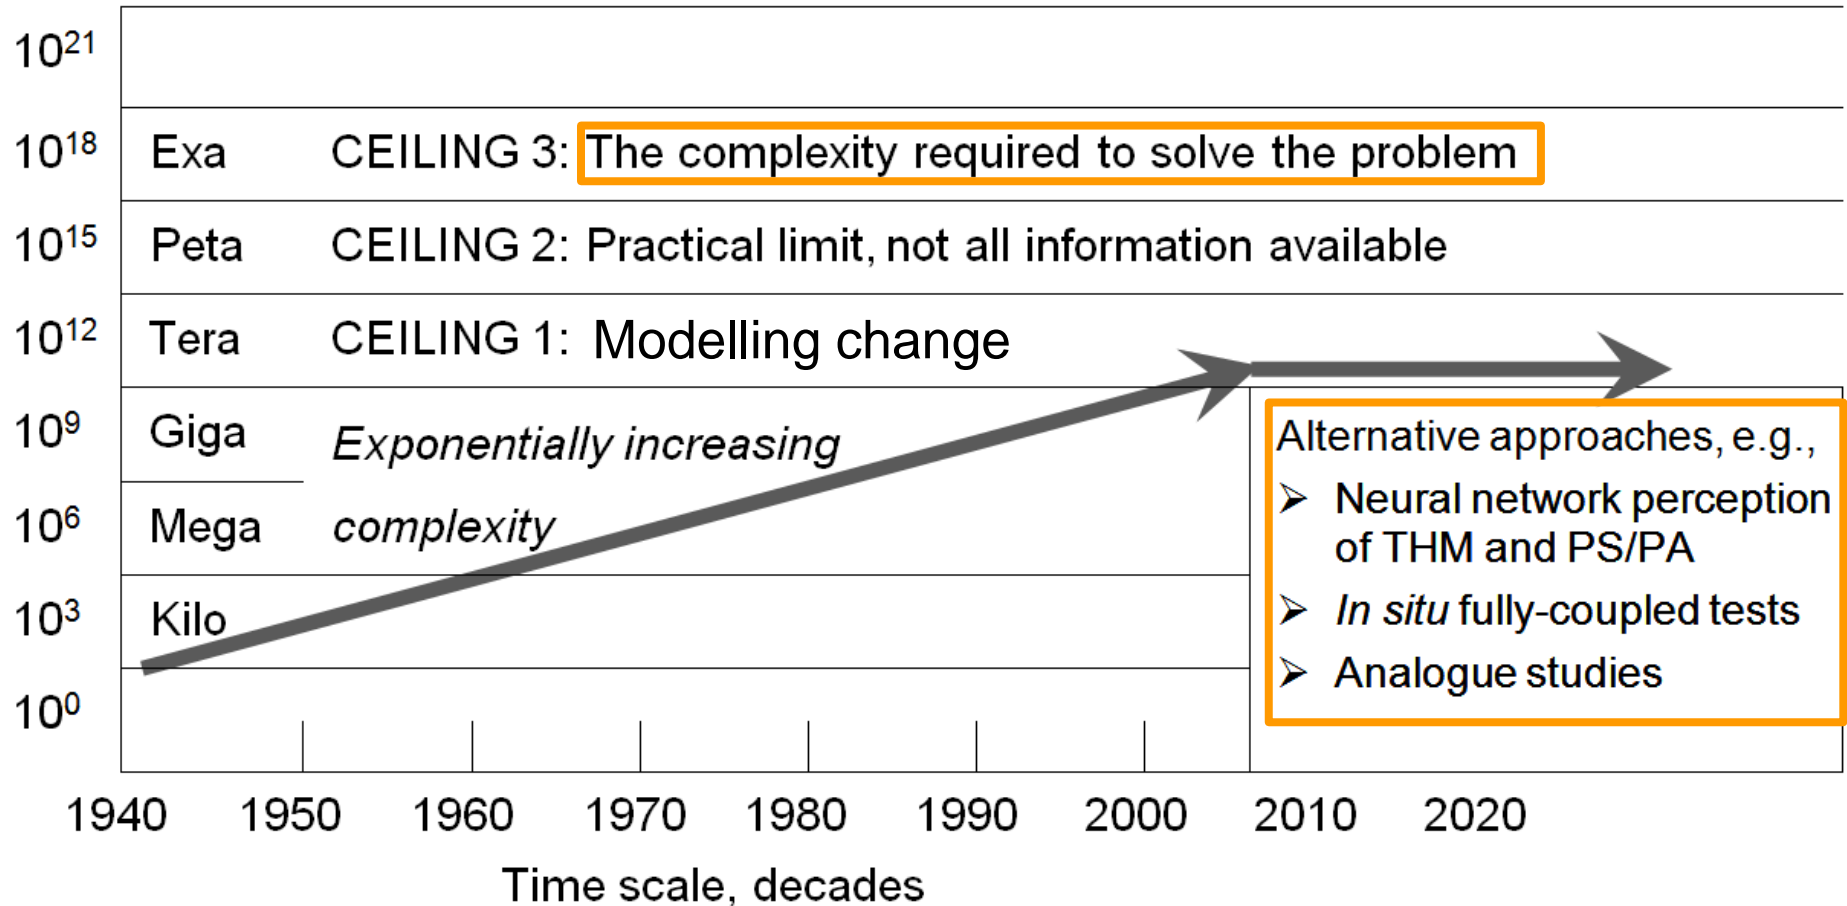 10²¹
10¹⁸ Exa CEILING 3: The complexity required to solve the problem
10¹⁵ Peta CEILING 2: Practical limit, not all information available
10¹² Tera CEILING 1: Modelling change
10⁹ Giga Exponentially increasing
10⁶ Mega complexity
10³ Kilo
10⁰
Alternative approaches, e.g.,
➢ Neural network perception
of THM and PS/PA
➢ In situ fully-coupled tests
➢ Analogue studies
1940 1950 1960 1970 1980 1990 2000 2010 2020
Time scale, decades